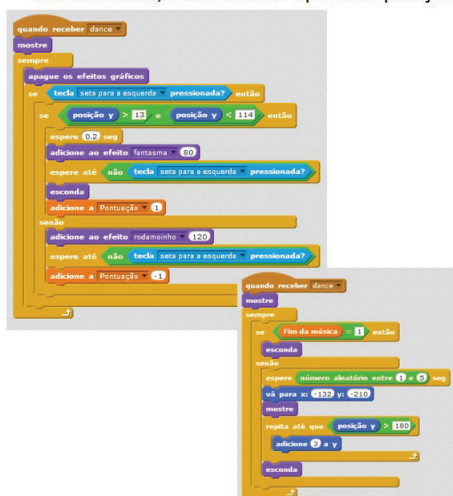 quando receber dance
mostre
sempre
apague os efeitos gráficos
se tecla seta para a esquerda pressionada? então
se posição y > 13 e posição y < 114 então
espere 0.2 seg
adicione ao efeito fantasma 80
espere até não tecla seta para a esquerda pressionada?
esconda
adicione a Pontuação 1
senão
adicione ao efeito rodamoinho 120
espere até não tecla seta para a esquerda pressionada?
adicione a Pontuação -1
quando receber dance
mostre
sempre
se Fim da música = 1 então
esconda
senão
espere número aleatório entre 1 e 5 seg
vá para x: -132 y: -210
mostre
repita até que posição y > 180
adicione 3 a y
esconda